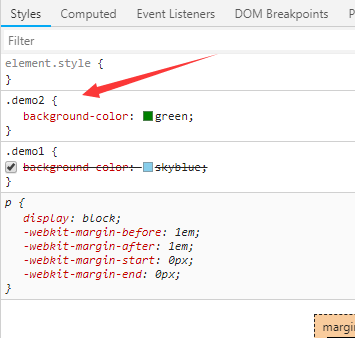 Styles Computed Event Listeners DOM Breakpoints P
Filter
element.style {
}
.demo2 {
background-color: green;
}
.demo1 {
background-color: skyblue;
}
p {
display: block;
-webkit-margin-before: 1em;
-webkit-margin-after: 1em;
-webkit-margin-start: 0px;
-webkit-margin-end: 0px;
}
margin